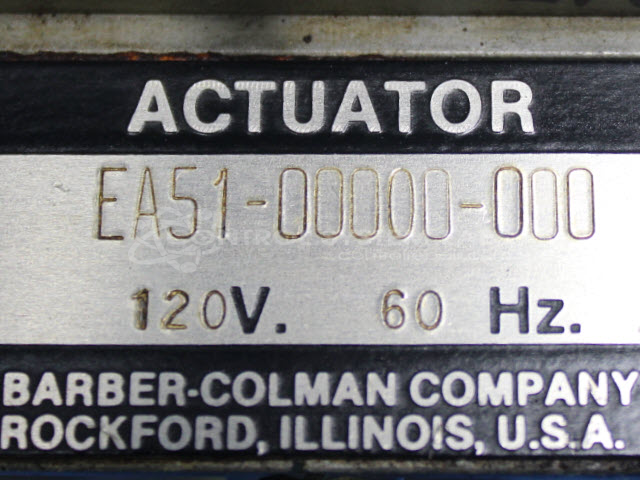 ACTUATOR
EA51-00000-000
120V. 60 Hz.
BARBER-COLMAN COMPANY
ROCKFORD, ILLINOIS, U.S.A.